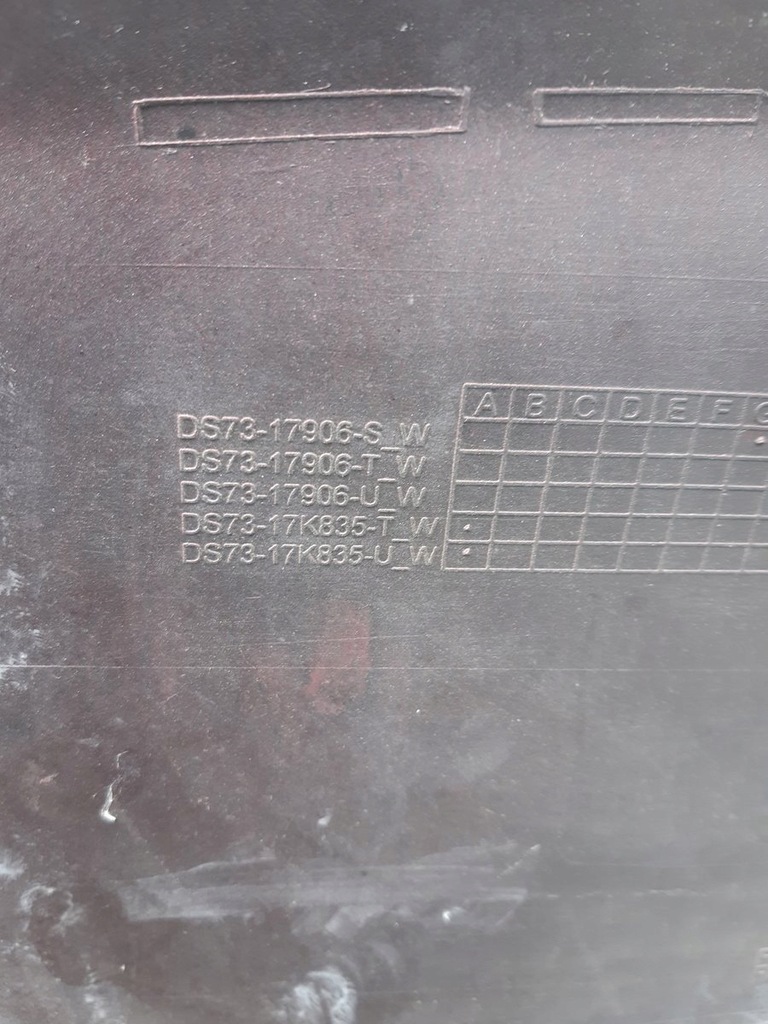 A B C D E F G
DS73-17906-S_W
DS73-17906-T_W
DS73-17906-U_W
DS73-17K835-T_W
DS73-17K835-U_W